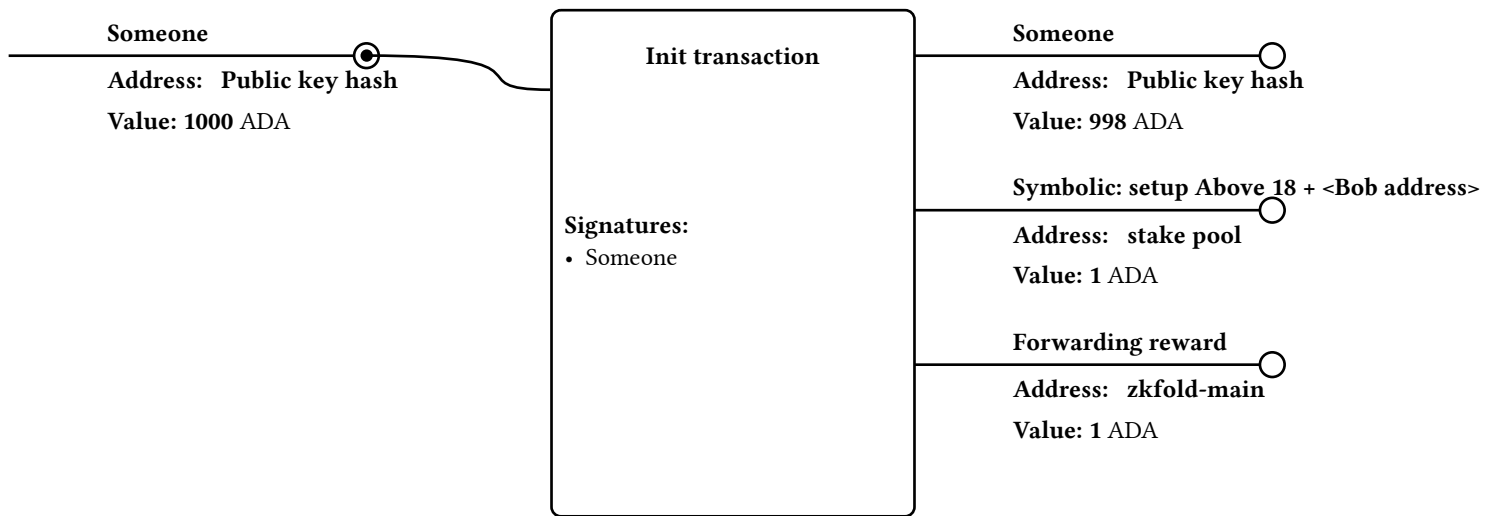 Someone
Address: Public key hash
Value: 1000 ADA
Init transaction
Signatures:
• Someone
Someone
Address: Public key hash
Value: 998 ADA
Symbolic: setup Above 18 + <Bob address>
Address: stake pool
Value: 1 ADA
Forwarding reward
Address: zkfold-main
Value: 1 ADA